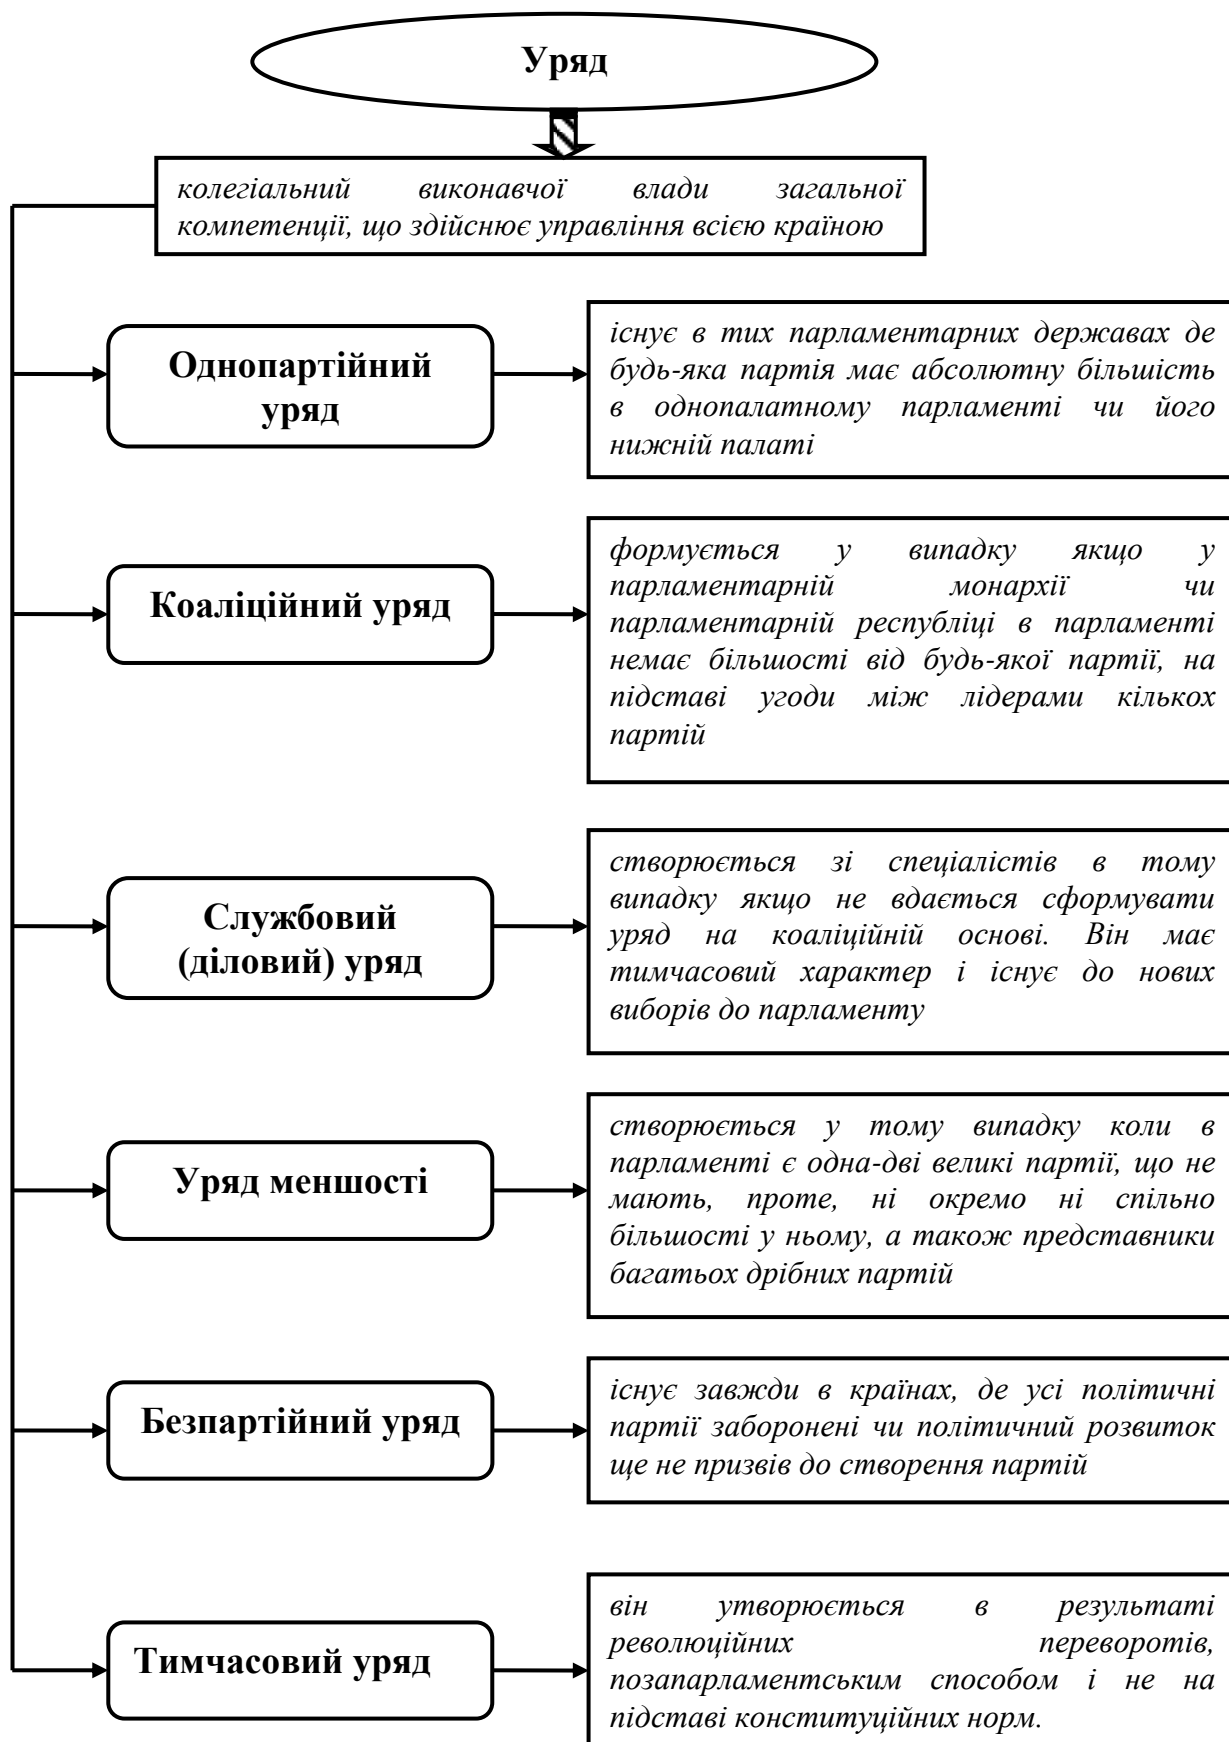 Уряд
колегіальний виконавчої влади загальної
компетенції, що здійснює управління всією країною
Однопартійний
уряд
існує в тих парламентарних державах де
будь-яка партія має абсолютну більшість
в однопалатному парламенті чи його
нижній палаті
Коаліційний уряд
формується у випадку якщо у
парламентарній монархії чи
парламентарній республіці в парламенті
немає більшості від будь-якої партії, на
підставі угоди між лідерами кількох
партій
Службовий
(діловий) уряд
створюється зі спеціалістів в тому
випадку якщо не вдається сформувати
уряд на коаліційній основі. Він має
тимчасовий характер і існує до нових
виборів до парламенту
Уряд меншості
створюється у тому випадку коли в
парламенті є одна-дві великі партії, що не
мають, проте, ні окремо ні спільно
більшості у ньому, а також представники
багатьох дрібних партій
Безпартійний уряд
існує завжди в країнах, де усі політичні
партії заборонені чи політичний розвиток
ще не призвів до створення партій
Тимчасовий уряд
він утворюється в результаті
революційних переворотів,
позапарламентським способом і не на
підставі конституційних норм.